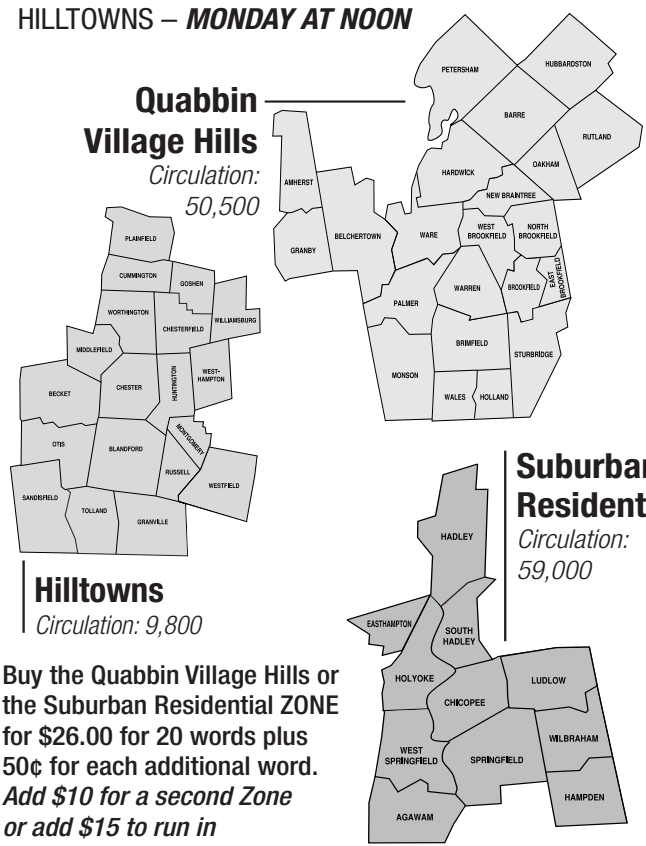 HILLTOWNS – MONDAY AT NOON
Quabbin
Village Hills
Circulation:
50,500
PETERSHAM
HUBBARDSTON
BARRE
RUTLAND
OAKHAM
HARDWICK
NEW BRAINTREE
AMHERST
GRANBY
BELCHERTOWN
WARE
WEST
BROOKFIELD
NORTH
BROOKFIELD
EAST
BROOKFIELD
BROOKFIELD
WARREN
PALMER
BRIMFIELD
STURBRIDGE
MONSON
WALES
HOLLAND
PLAINFIELD
CUMMINGTON
GOSHEN
WORTHINGTON
CHESTERFIELD
WILLIAMSBURG
MIDDLEFIELD
WEST-
HAMPTON
HUNTINGTON
CHESTER
BECKET
MONTGOMERY
OTIS
BLANDFORD
RUSSELL
WESTFIELD
SANDISFIELD
TOLLAND
GRANVILLE
Hilltowns
Circulation: 9,800
Suburban
Resident
Circulation:
59,000
HADLEY
EASTHAMPTON
SOUTH
HADLEY
HOLYOKE
CHICOPEE
LUDLOW
WEST
SPRINGFIELD
SPRINGFIELD
WILBRAHAM
HAMPDEN
AGAWAM
Buy the Quabbin Village Hills or
the Suburban Residential ZONE
for $26.00 for 20 words plus
50¢ for each additional word.
Add $10 for a second Zone
or add $15 to run in